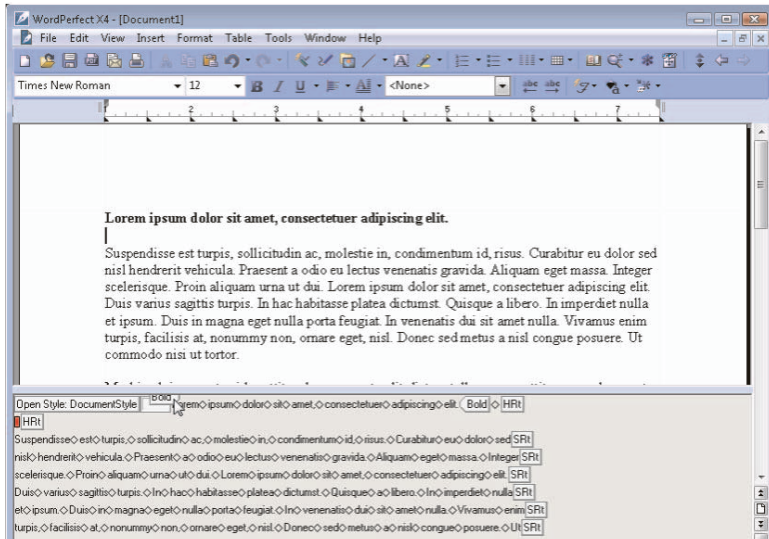 WordPerfect X4 - [Document1]
File Edit View Insert Format Table Tools Window Help
Times New Roman 12 B I U <None>
2 3 4 5 6 7
Lorem ipsum dolor sit amet, consectetuer adipiscing elit.
Suspendisse est turpis, sollicitudin ac, molestie in, condimentum id, risus. Curabitur eu dolor sed
nisl hendrerit vehicula. Praesent a odio eu lectus venenatis gravida. Aliquam eget massa. Integer
scelerisque. Proin aliquam urna ut dui. Lorem ipsum dolor sit amet, consectetuer adipiscing elit.
Duis varius sagittis turpis. In hac habitasse platea dictumst. Quisque a libero. In imperdiet nulla
et ipsum. Duis in magna eget nulla porta feugiat. In venenatis dui sit amet nulla. Vivamus enim
turpis, facilisis at, nonummy non, ornare eget, nisl. Donec sed metus a nisl congue posuere. Ut
commodo nisi ut tortor.
Open Style: DocumentStyle Bold rem◇ipsum◇dolor◇sit◇amet,◇consectetuer◇adipiscing◇elit. Bold ◇ HRt
HRt
Suspendisse◇est◇turpis,◇sollicitudin◇ac,◇molestie◇in,◇condimentum◇id,◇risus.◇Curabitur◇eu◇dolor◇sed SRt
nisl◇hendrerit◇vehicula.◇Praesent◇a◇odio◇eu◇lectus◇venenatis◇gravida.◇Aliquam◇eget◇massa.◇Integer SRt
scelerisque.◇Proin◇aliquam◇urna◇ut◇dui.◇Lorem◇ipsum◇dolor◇sit◇amet,◇consectetuer◇adipiscing◇elit. SRt
Duis◇varius◇sagittis◇turpis.◇In◇hac◇habitasse◇platea◇dictumst.◇Quisque◇a◇libero.◇In◇imperdiet◇nulla SRt
et◇ipsum.◇Duis◇in◇magna◇eget◇nulla◇porta◇feugiat.◇In◇venenatis◇dui◇sit◇amet◇nulla.◇Vivamus◇enim SRt
turpis,◇facilisis◇at,◇nonummy◇non,◇ornare◇eget,◇nisl.◇Donec◇sed◇metus◇a◇nisl◇congue◇posuere.◇Ut SRt